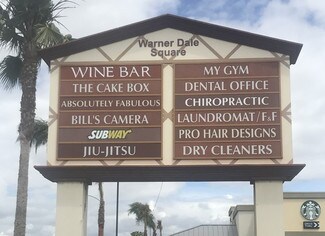 Warner Dale
Square
WINE BAR
THE CAKE BOX
ABSOLUTELY FABULOUS
BILL'S CAMERA
SUBWAY
JIU-JITSU
MY GYM
DENTAL OFFICE
CHIROPRACTIC
LAUNDROMAT/F&F
PRO HAIR DESIGNS
DRY CLEANERS